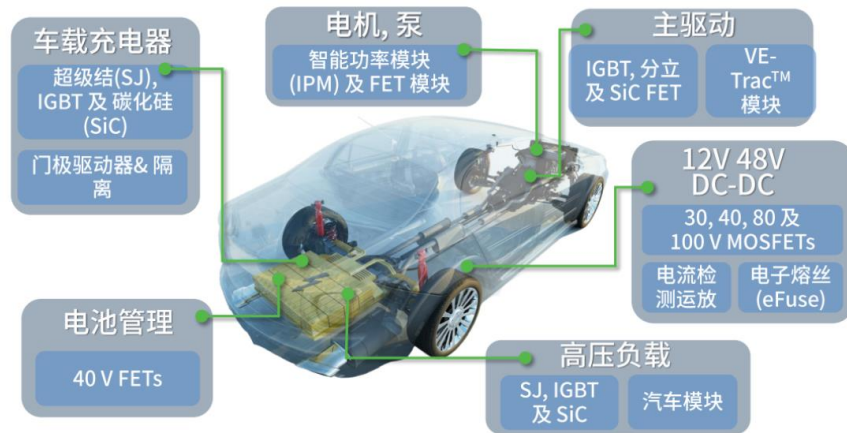 车载充电器
超级结(SJ),
IGBT 及 碳化硅
(SiC)
门极驱动器& 隔
离
电机, 泵
智能功率模块
(IPM) 及 FET 模块
主驱动
IGBT, 分立
及 SiC FET
VE-
Trac™
模块
12V 48V
DC-DC
30, 40, 80 及
100 V MOSFETs
电流检
测运放
电子熔丝
(eFuse)
电池管理
40 V FETs
高压负载
SJ, IGBT
及 SiC
汽车模块